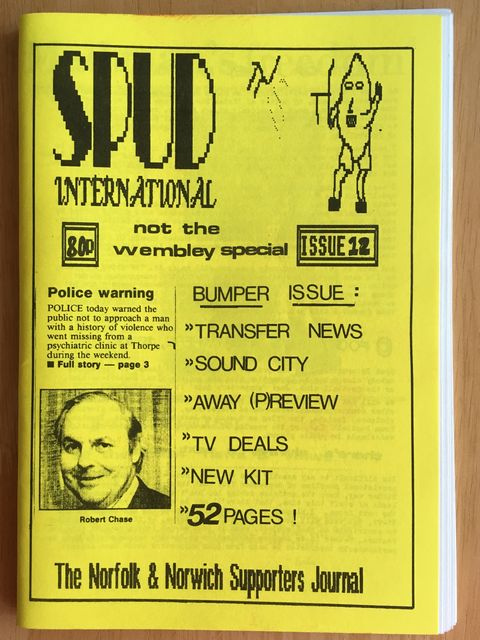 SPUD
INTERNATIONAL
80p
not the
wembley special
ISSUE 12
Police warning
POLICE today warned the
public not to approach a man
with a history of violence who
went missing from a
psychiatric clinic at Thorpe
during the weekend.
■ Full story — page 3
Robert Chase
BUMPER ISSUE :
»TRANSFER NEWS
»SOUND CITY
»AWAY (P)REVIEW
»TV DEALS
»NEW KIT
»52 PAGES !
The Norfolk & Norwich Supporters Journal